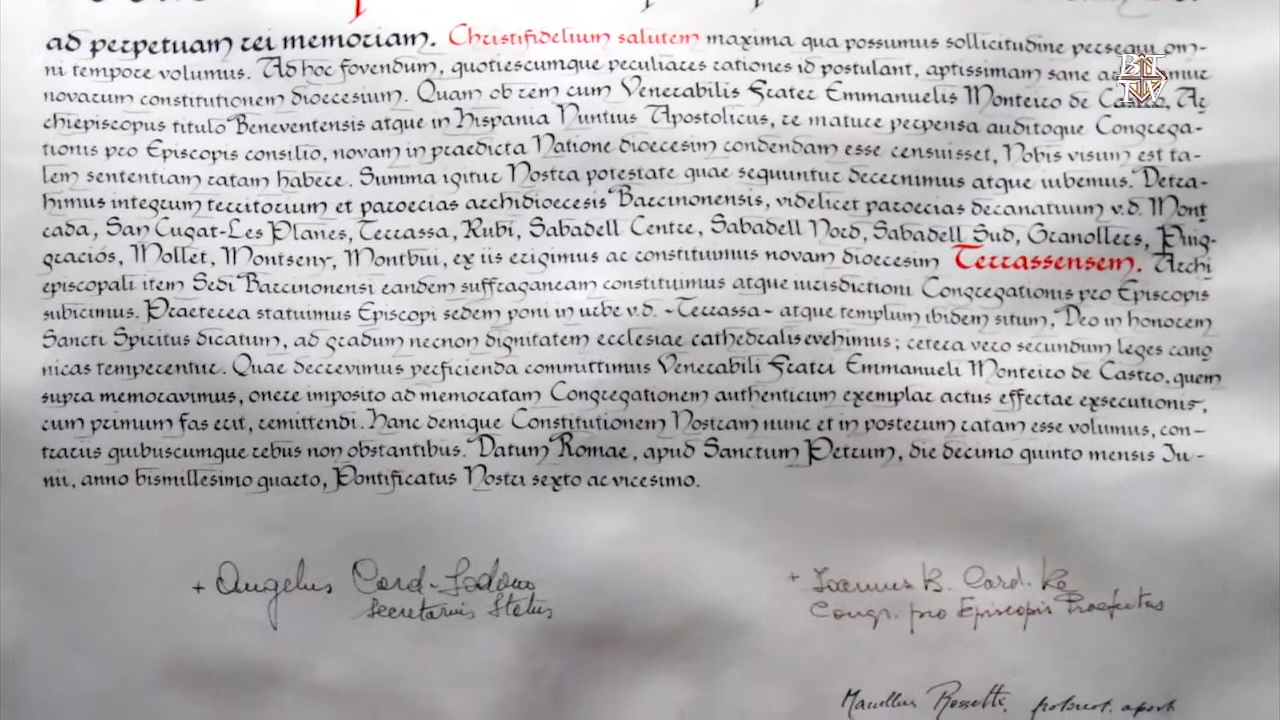 ad perpetuam rei memoriam. Christifidelium salutem maxima qua possumus sollicitudine persequi om-
ni tempore volumus. Ad hoc fovendum, quotiescumque peculiares rationes id postulant, aptissimam sane
novarum constitutionem dioecesium. Quam ob rem cum Venerabilis Frater Emmanuelis Monteiro de Castro, Ar
chiepiscopus titulo Beneventensis atque in Hispania Nuntius Apostolicus, re mature perpensa auditoque Congrega-
tionis pro Episcopis consilio, novam in praedicta Natione dioecesim condendam esse censuisset, Nobis visum est ta-
lem sententiam ratam habere. Summa igitur Nostra potestate quae sequuntur decernimus atque iubemus. Detra-
himus integrum territorium et paroecias archidioecesis Barcinonensis, videlicet paroecias decanatuum v.d. Mont
cada, San Cugat-Les Planes, Terrassa, Rubí, Sabadell Centre, Sabadell Nord, Sabadell Sud, Granollers, Puig-
graciós, Mollet, Montseny, Montbui, ex iis erigimus ac constituimus novam dioecesim Terrassensem. Archi
episcopali item Sedi Barcinonensi eandem suffraganeam constituimus atque iurisdictioni Congregationis pro Episcopis
subicimus. Praeterea statuimus Episcopi sedem poni in urbe v.d. -Terrassa- atque templum ibidem situm, Deo in honorem
Sancti Spiritus dicatum, ad gradum necnon dignitatem ecclesiae cathedralis evehimus; cetera vero secundum leges cano
nicas temperentur. Quae decrevimus perficienda committimus Venerabili Fratri Emmanueli Monteiro de Castro, quem
supra memoravimus, onere imposito ad memoratam Congregationem authenticum exemplar actus effectae exsecutionis,
cum primum fas erit, remittendi. Hanc denique Constitutionem Nostram nunc et in posterum ratam esse volumus, con-
trariis quibuscumque rebus non obstantibus. Datum Romae, apud Sanctum Petrum, die decimo quinto mensis Iu-
nii, anno bismillesimo quarto, Pontificatus Nostri sexto ac vicesimo.
+ Angelus Card. Sodano
Secretarius Status
+ Ioannes B. Card. Re
Congr. pro Episcopis Praefectus
Marcellus Rossetti, protonot. apost.
BTTV